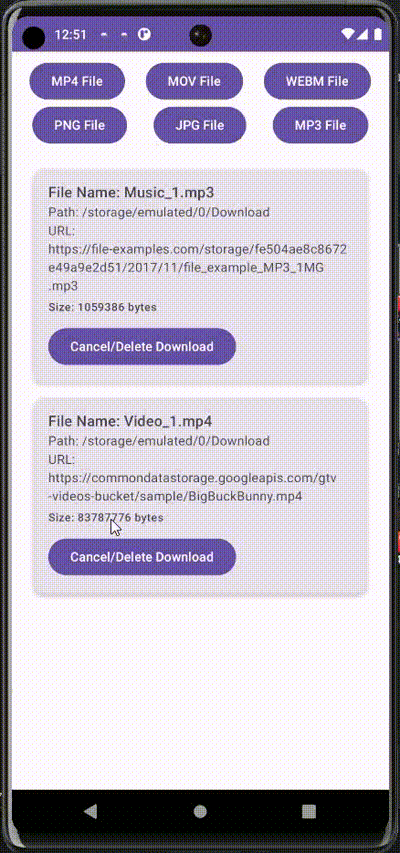 12:51
MP4 File MOV File WEBM File
PNG File JPG File MP3 File
File Name: Music_1.mp3
Path: /storage/emulated/0/Download
URL:
https://file-examples.com/storage/fe504ae8c8672
e49a9e2d51/2017/11/file_example_MP3_1MG
.mp3
Size: 1059386 bytes
Cancel/Delete Download
File Name: Video_1.mp4
Path: /storage/emulated/0/Download
URL:
https://commondatastorage.googleapis.com/gtv
-videos-bucket/sample/BigBuckBunny.mp4
Size: 83787776 bytes
Cancel/Delete Download